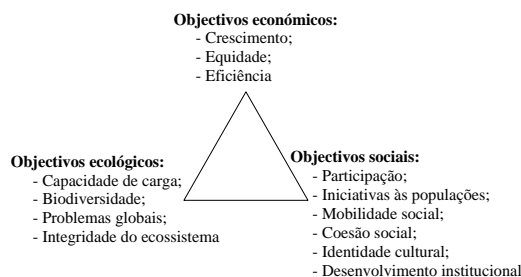 Objectivos económicos:
- Crescimento;
- Equidade;
- Eficiência
Objectivos ecológicos:
- Capacidade de carga;
- Biodiversidade;
- Problemas globais;
- Integridade do ecossistema
Objectivos sociais:
- Participação;
- Iniciativas às populações;
- Mobilidade social;
- Coesão social;
- Identidade cultural;
- Desenvolvimento institucional